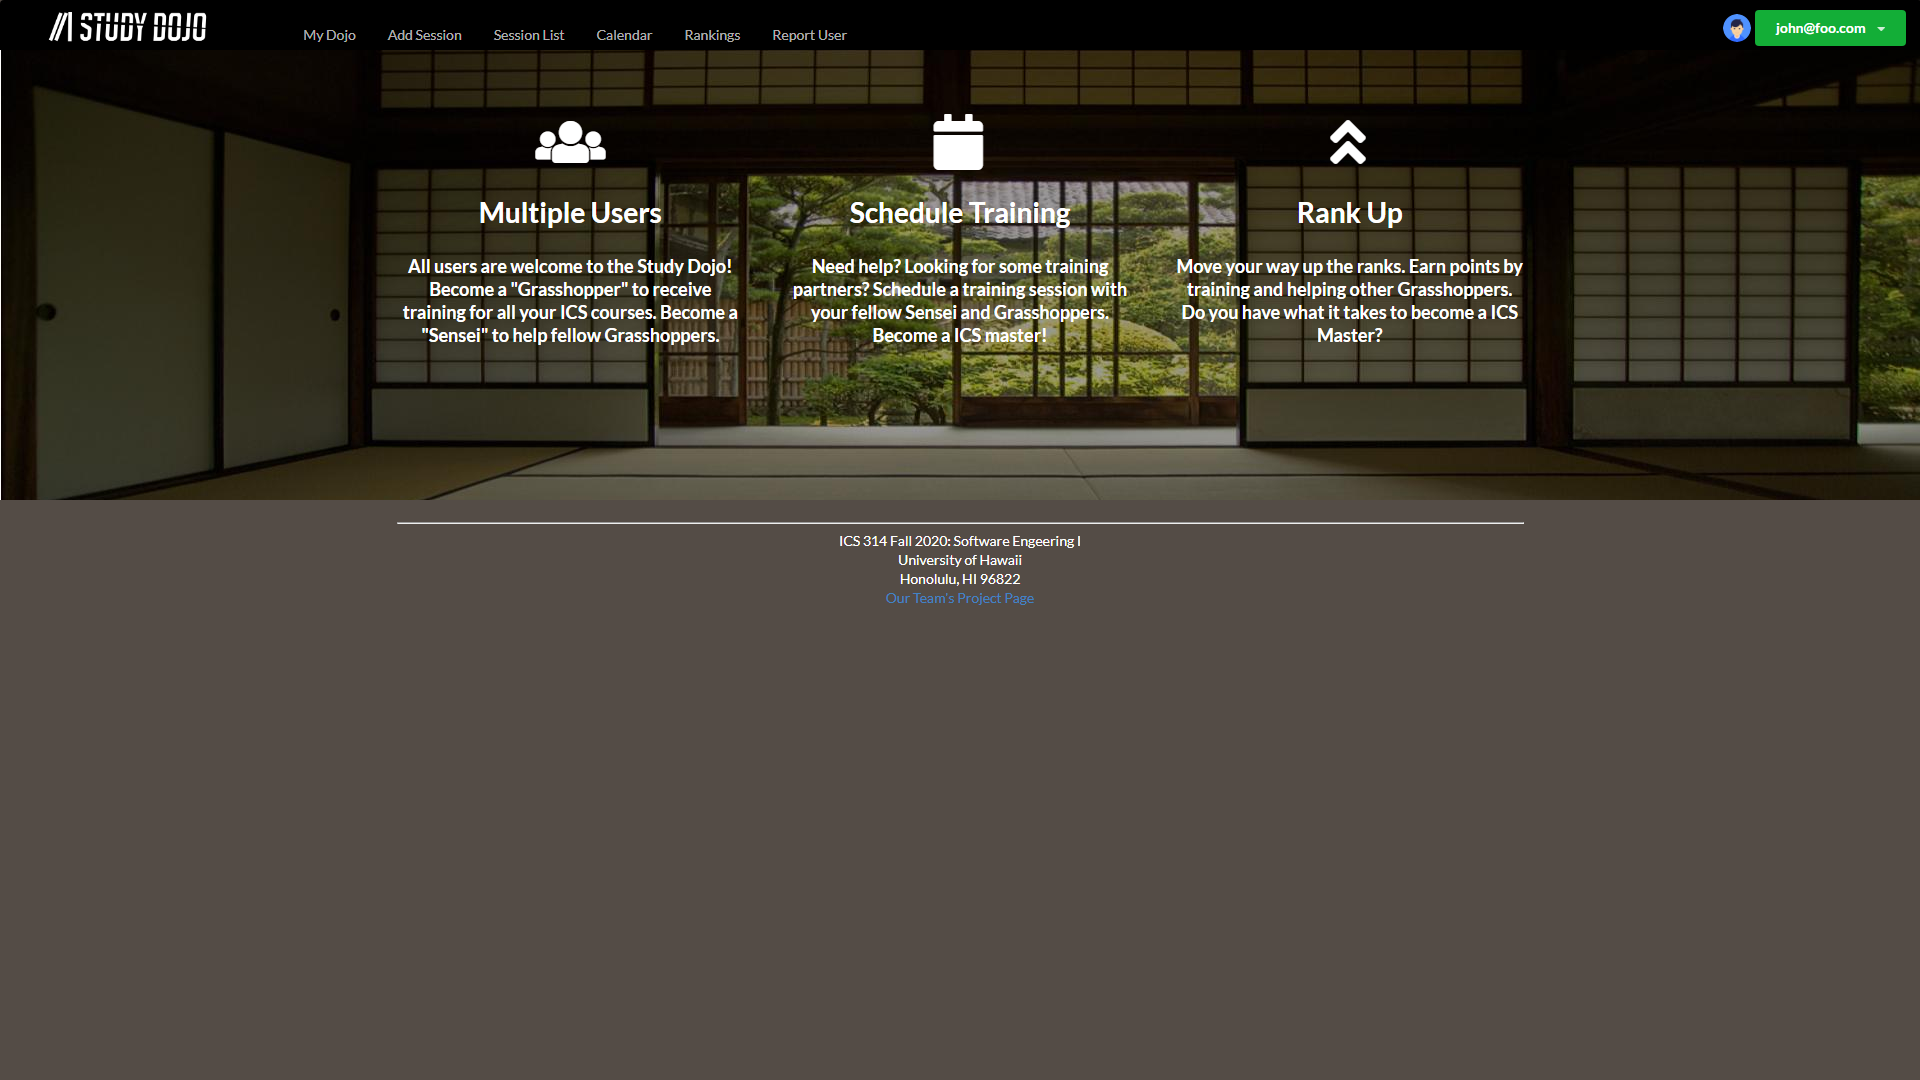 STUDY DOJO
My Dojo
Add Session
Session List
Calendar
Rankings
Report User
john@foo.com
Multiple Users
All users are welcome to the Study Dojo!
Become a "Grasshopper" to receive
training for all your ICS courses. Become a
"Sensei" to help fellow Grasshoppers.
Schedule Training
Need help? Looking for some training
partners? Schedule a training session with
your fellow Sensei and Grasshoppers.
Become a ICS master!
Rank Up
Move your way up the ranks. Earn points by
training and helping other Grasshoppers.
Do you have what it takes to become a ICS
Master?
ICS 314 Fall 2020: Software Engeering I
University of Hawaii
Honolulu, HI 96822
Our Team's Project Page